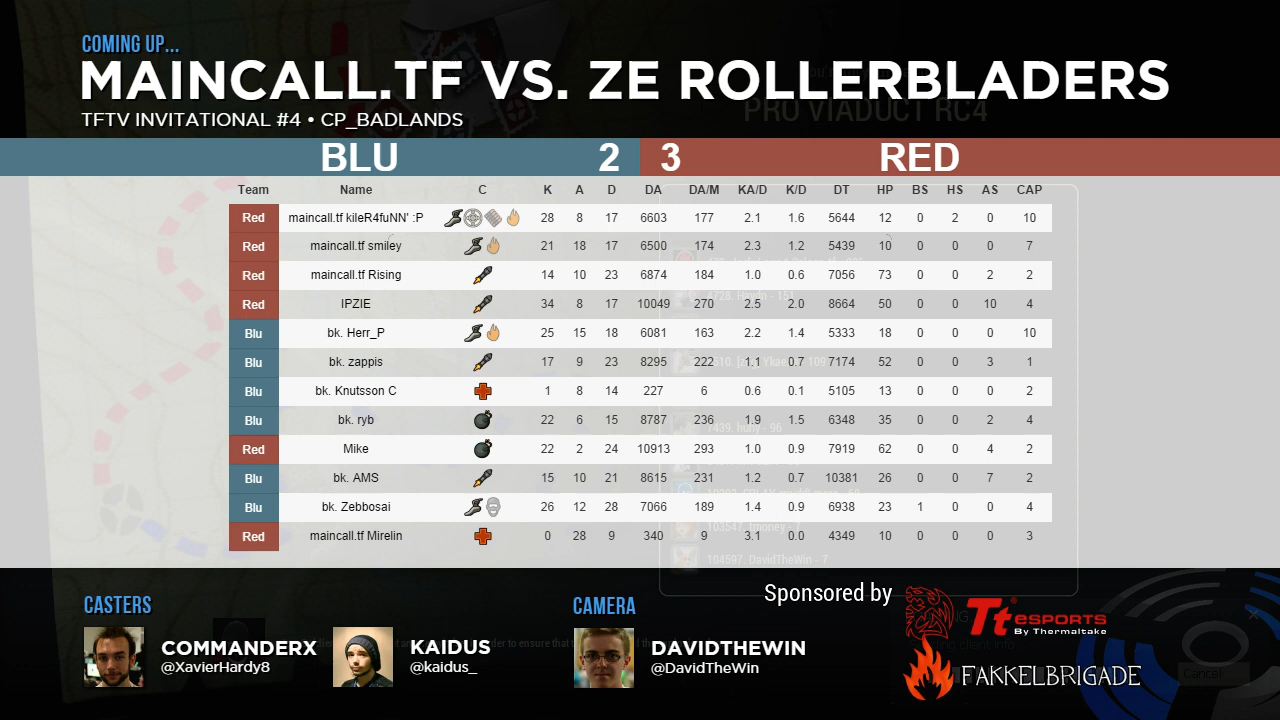 COMING UP...
MAINCALL.TF VS. ZE ROLLERBLADERS
TFTV INVITATIONAL #4 • CP_BADLANDS
PRO VIADUCT RC4
BLU 2 3 RED
Team Name C K A D DA DA/M KA/D K/D DT HP BS HS AS CAP
Red maincall.tf kileR4fuNN' :P 28 8 17 6603 177 2.1 1.6 5644 12 0 2 0 10
Red maincall.tf smiley 21 18 17 6500 174 2.3 1.2 5439 10 0 0 0 7
Red maincall.tf Rising 14 10 23 6874 184 1.0 0.6 7056 73 0 0 2 2
Red IPZIE 34 8 17 10049 270 2.5 2.0 8664 50 0 0 10 4
Blu bk. Herr_P 25 15 18 6081 163 2.2 1.4 5333 18 0 0 0 10
Blu bk. zappis 17 9 23 8295 222 1.1 0.7 7174 52 0 0 3 1
Blu bk. Knutsson C 1 8 14 227 6 0.6 0.1 5105 13 0 0 0 2
Blu bk. ryb 22 6 15 8787 236 1.9 1.5 6348 35 0 0 2 4
Red Mike 22 2 24 10913 293 1.0 0.9 7919 62 0 0 4 2
Blu bk. AMS 15 10 21 8615 231 1.2 0.7 10381 26 0 0 7 2
Blu bk. Zebbosai 26 12 28 7066 189 1.4 0.9 6938 23 1 0 0 4
Red maincall.tf Mirelin 0 28 9 340 9 3.1 0.0 4349 10 0 0 0 3
104597. DavidTheWin - 7
Sponsored by
CASTERS
COMMANDERX
@XavierHardy8
KAIDUS
@kaidus_
CAMERA
DAVIDTHEWIN
@DavidTheWin
Tt eSPORTS
By Thermaltake
FAKKELBRIGADE
Cancel